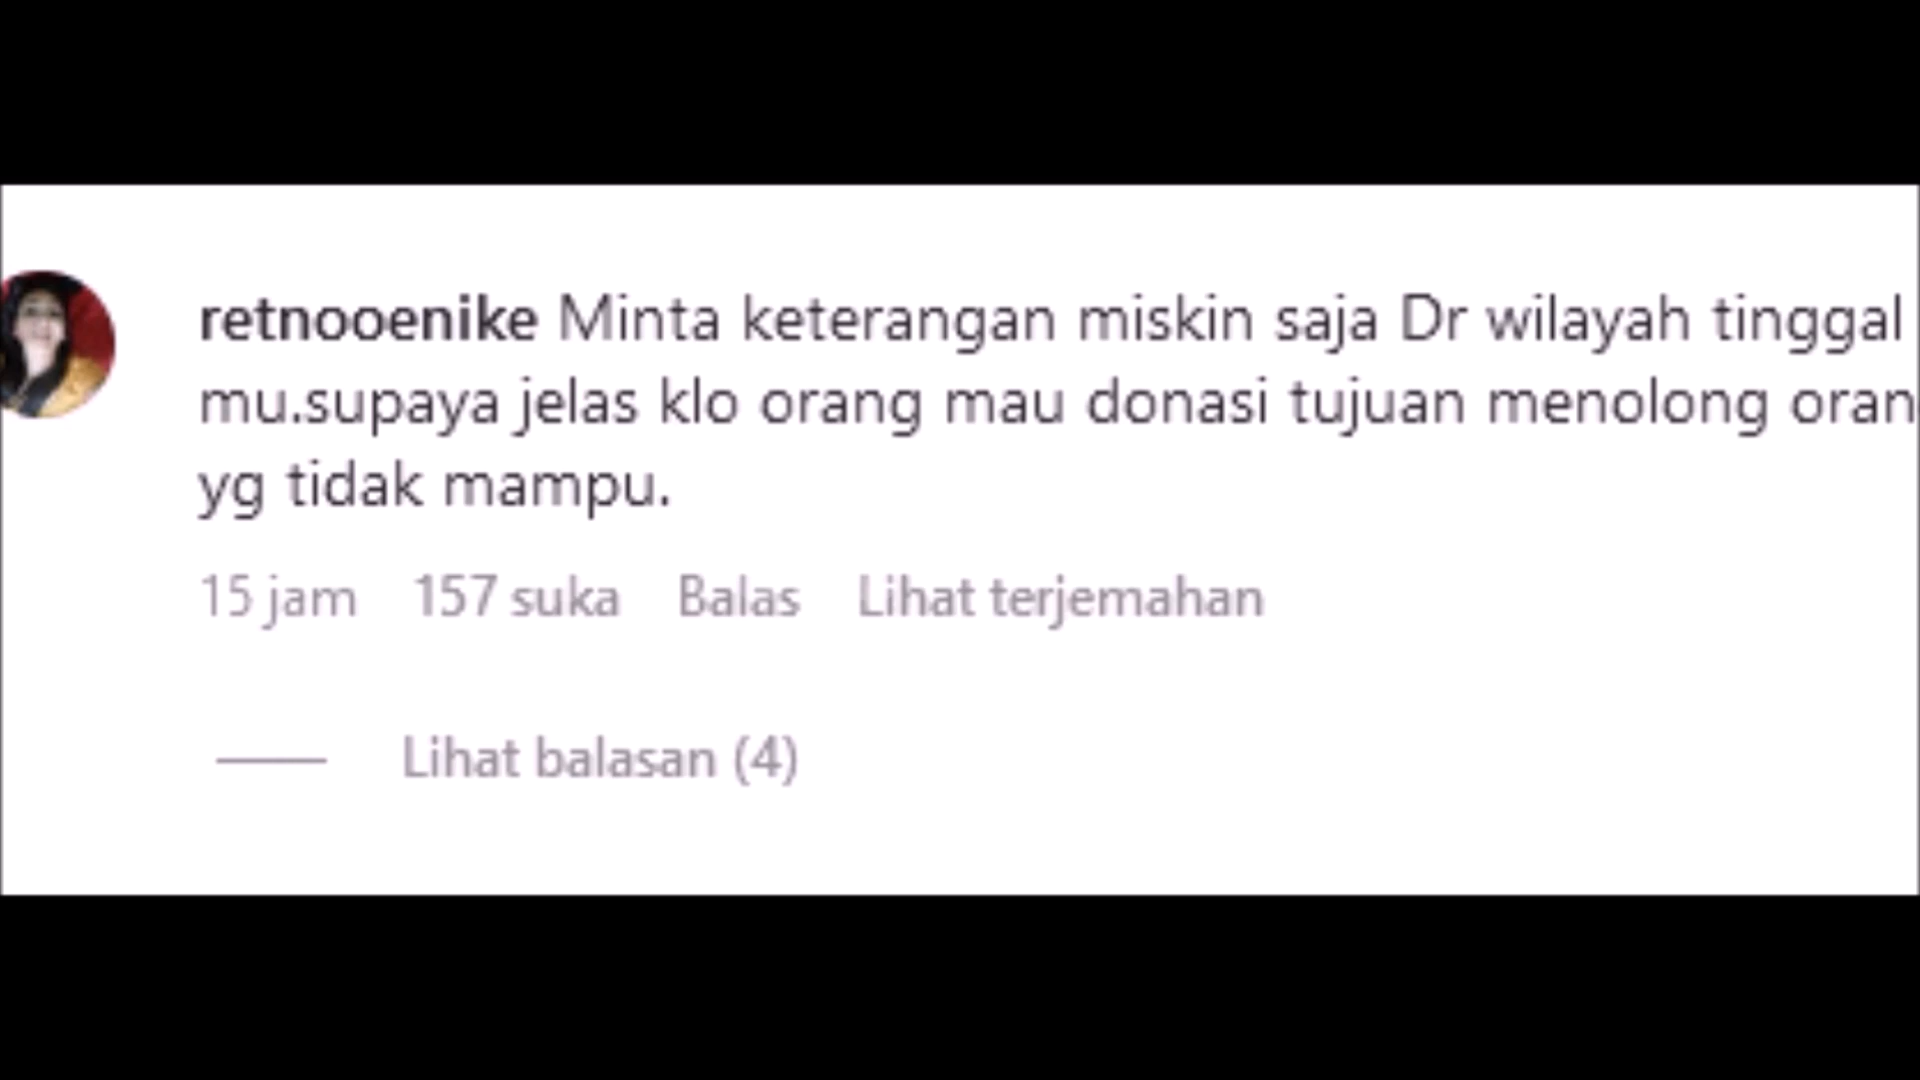 retnooenike Minta keterangan miskin saja Dr wilayah tinggal
mu.supaya jelas klo orang mau donasi tujuan menolong oran
yg tidak mampu.
15 jam 157 suka Balas Lihat terjemahan
Lihat balasan (4)